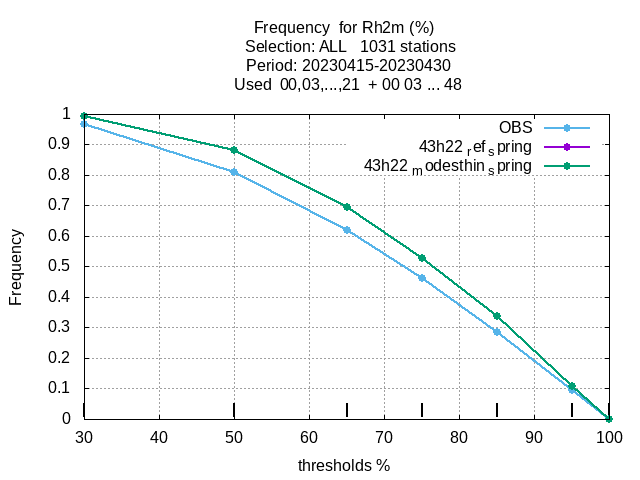 Frequency for Rh2m (%)
Selection: ALL 1031 stations
Period: 20230415-20230430
Used 00,03,...,21 + 00 03 ... 48
OBS
43h22 ref spring
43h22 modesthin spring
1
0.9
0.8
0.7
0.6
0.5
0.4
0.3
0.2
0.1
0
Frequency
30 40 50 60 70 80 90 100
thresholds %